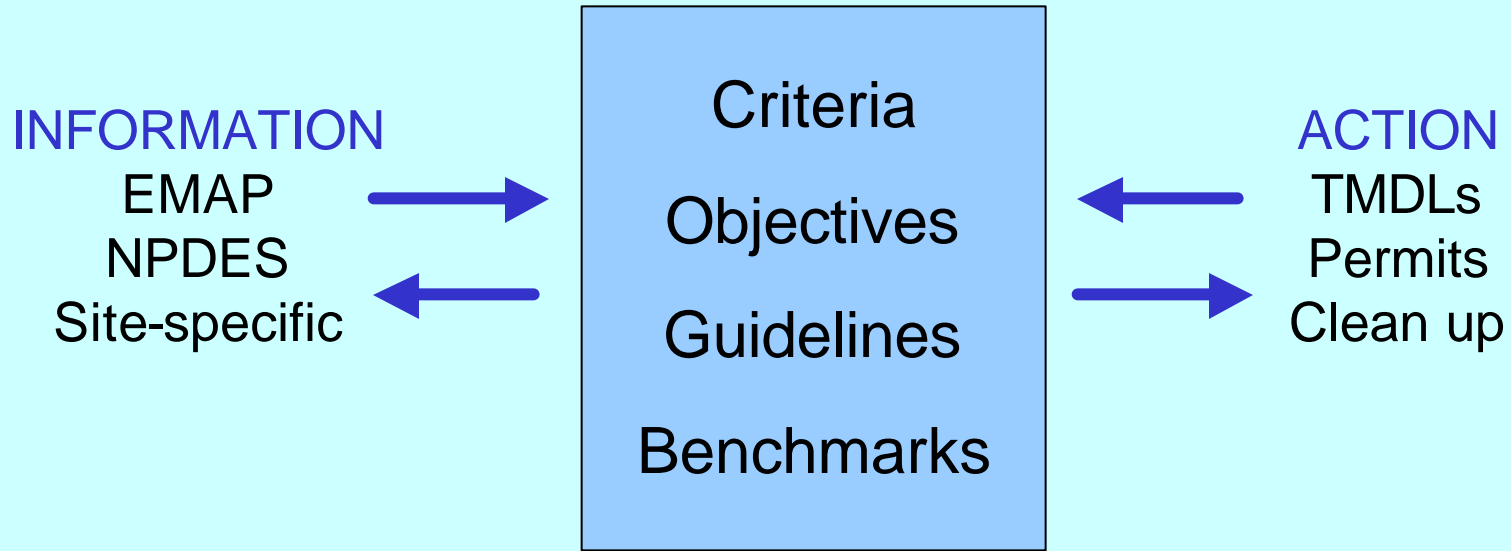 INFORMATION
EMAP
NPDES
Site-specific
Criteria
Objectives
Guidelines
Benchmarks
ACTION
TMDLs
Permits
Clean up